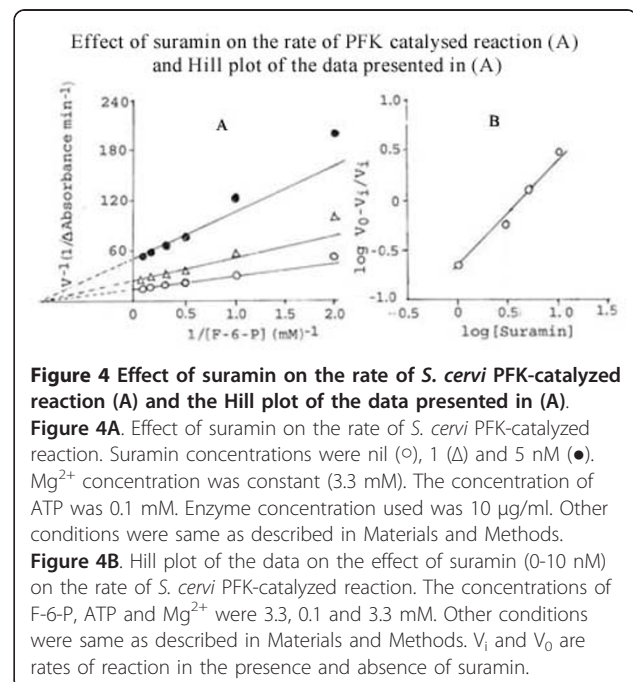 Effect of suramin on the rate of PFK catalysed reaction (A)
and Hill plot of the data presented in (A)
V⁻¹(1/ΔAbsorbance min⁻¹)
240
180
120
60
A
0
0.5
1.0
1.5
2.0
1/[F-6-P] (mM)⁻¹
log V₀-Vᵢ/Vᵢ
1.0
0.5
0
-0.5
-1.0
B
-0.5
0
0.5
1.0
1.5
log[Suramin]
Figure 4 Effect of suramin on the rate of S. cervi PFK-catalyzed
reaction (A) and the Hill plot of the data presented in (A).
Figure 4A. Effect of suramin on the rate of S. cervi PFK-catalyzed
reaction. Suramin concentrations were nil (○), 1 (Δ) and 5 nM (●).
Mg²⁺ concentration was constant (3.3 mM). The concentration of
ATP was 0.1 mM. Enzyme concentration used was 10 μg/ml. Other
conditions were same as described in Materials and Methods.
Figure 4B. Hill plot of the data on the effect of suramin (0-10 nM)
on the rate of S. cervi PFK-catalyzed reaction. The concentrations of
F-6-P, ATP and Mg²⁺ were 3.3, 0.1 and 3.3 mM. Other conditions
were same as described in Materials and Methods. Vᵢ and V₀ are
rates of reaction in the presence and absence of suramin.